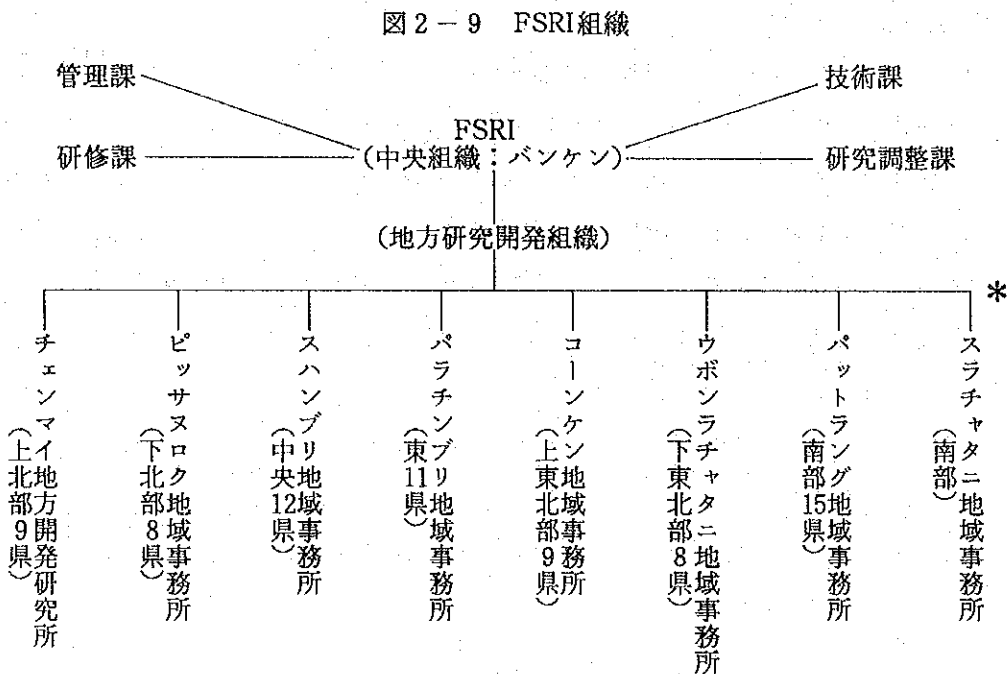 図2－9 FSRI組織
管理課
技術課
FSRI
研修課
(中央組織：バンケン)
研究調整課
(地方研究開発組織)
*
チェンマイ地方開発研究所
(上北部9県)
ピッサヌロク地域事務所
(下北部8県)
スハンブリ地域事務所
(中央12県)
パラチンブリ地域事務所
(東11県)
コーンケン地域事務所
(上東北部9県)
ウボンラチャタニ地域事務所
(下東北部8県)
パットラング地域事務所
(南部15県)
スラチャタニ地域事務所
(南部)